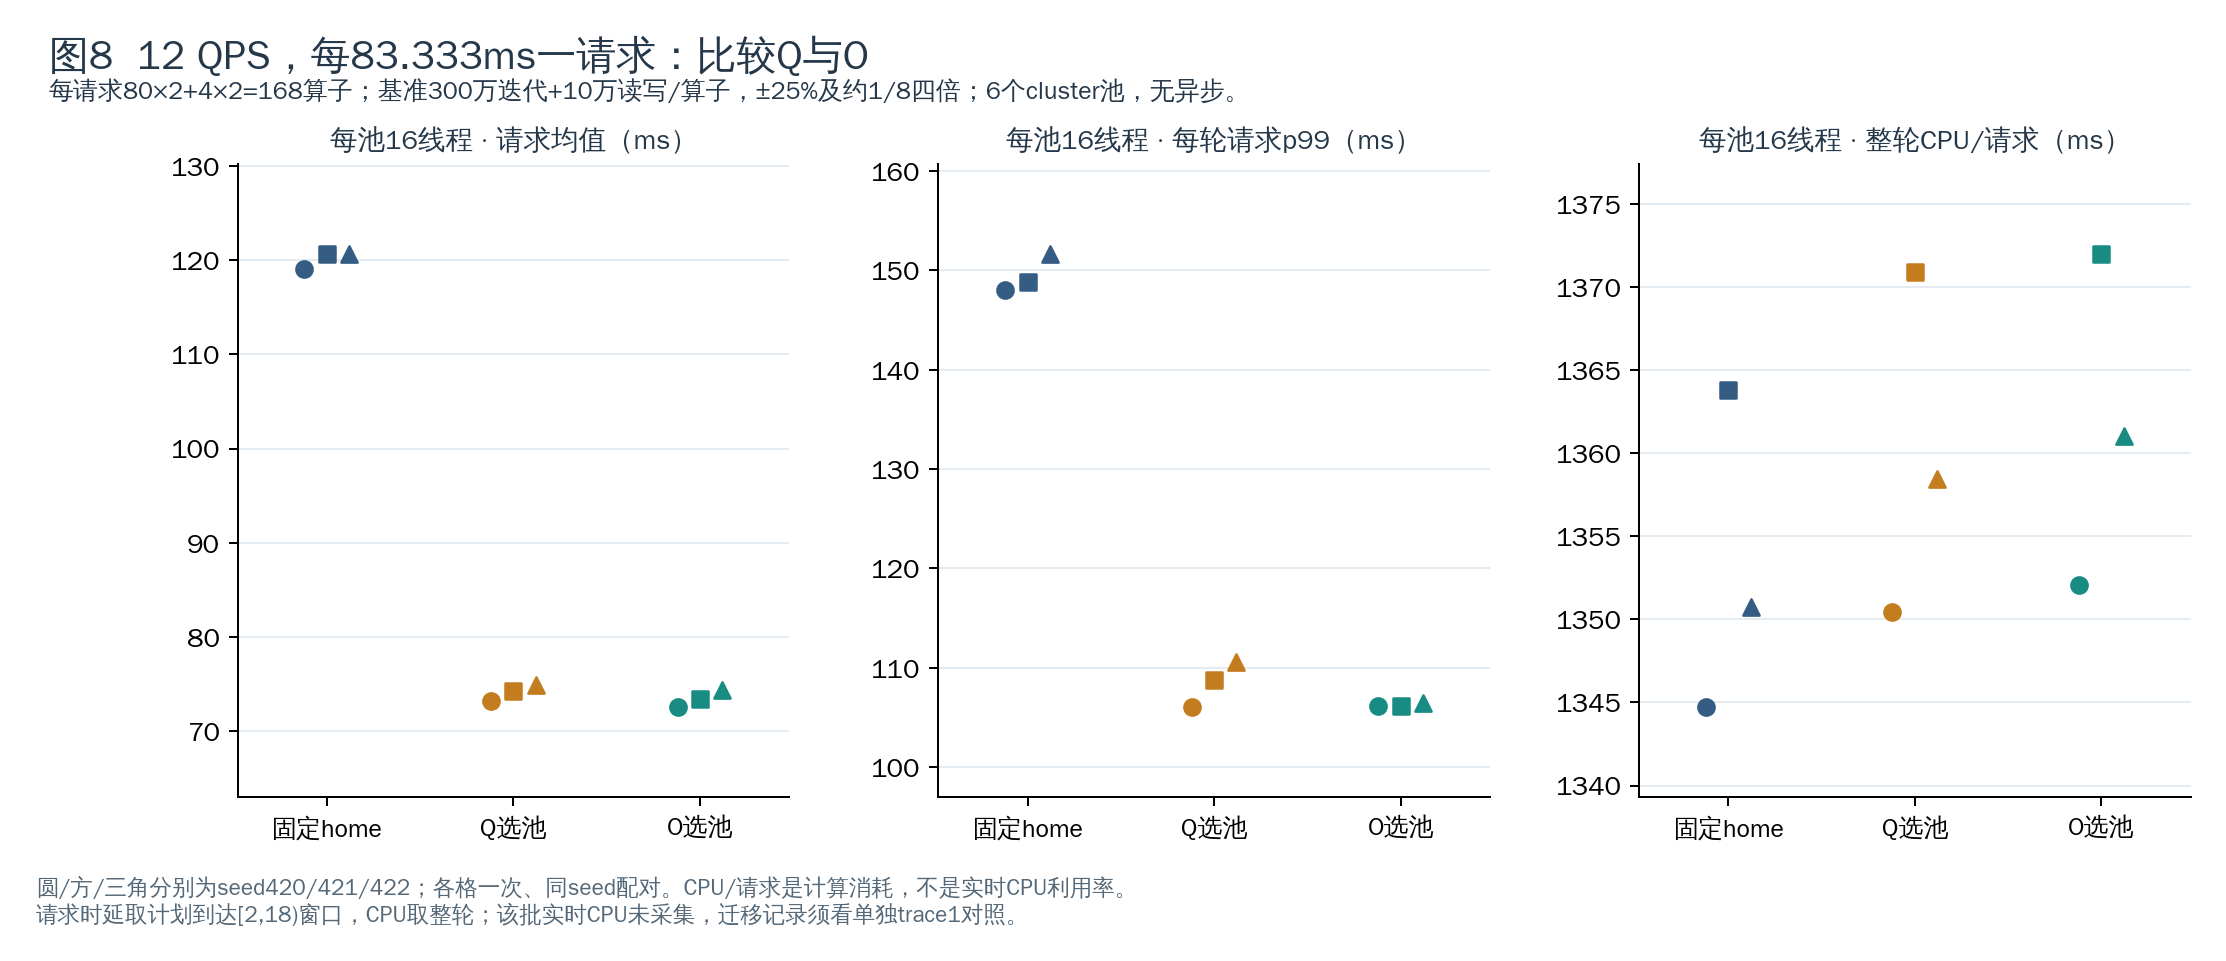 图8  12 QPS，每83.333ms一请求：比较Q与O
每请求80×2+4×2=168算子；基准300万迭代+10万读写/算子，±25%及约1/8四倍；6个cluster池，无异步。
每池16线程 · 请求均值（ms）
130
120
110
100
90
80
70
固定home
Q选池
O选池
每池16线程 · 每轮请求p99（ms）
160
150
140
130
120
110
100
固定home
Q选池
O选池
每池16线程 · 整轮CPU/请求（ms）
1375
1370
1365
1360
1355
1350
1345
1340
固定home
Q选池
O选池
圆/方/三角分别为seed420/421/422；各格一次、同seed配对。CPU/请求是计算消耗，不是实时CPU利用率。
请求时延取计划到达[2,18)窗口，CPU取整轮；该批实时CPU未采集，迁移记录须看单独trace1对照。